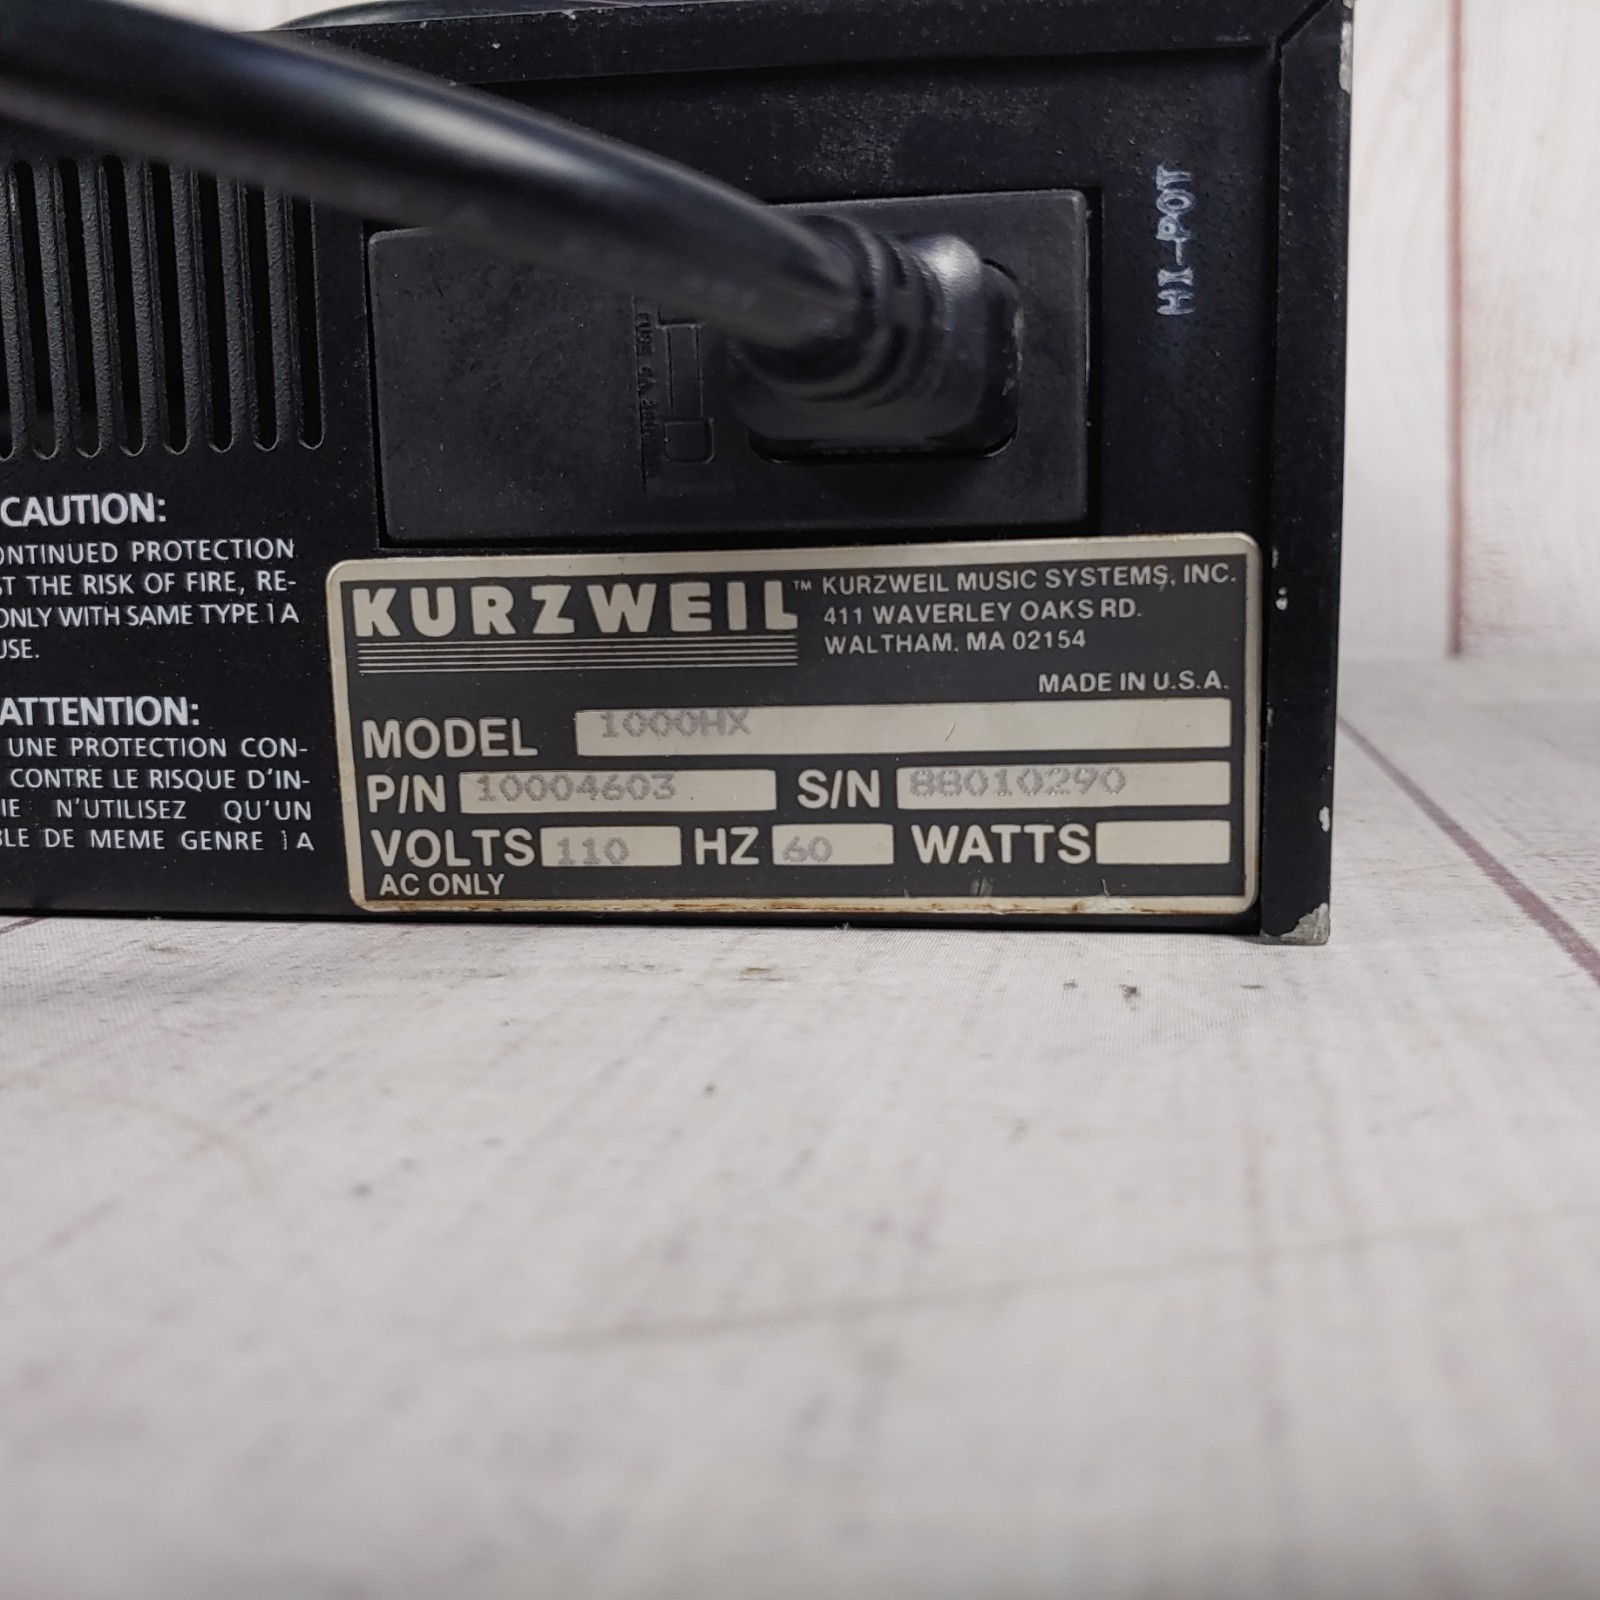 HI-POT
CAUTION:
ONTINUED PROTECTION
ST THE RISK OF FIRE, RE-
ONLY WITH SAME TYPE 1A
USE.
ATTENTION:
UNE PROTECTION CON-
CONTRE LE RISQUE D'IN-
IE N'UTILISEZ QU'UN
BLE DE MEME GENRE 1A
KURZWEIL™
KURZWEIL MUSIC SYSTEMS, INC.
411 WAVERLEY OAKS RD.
WALTHAM, MA 02154
MADE IN U.S.A.
MODEL 1000HX
P/N 10004603 S/N 88010290
VOLTS 110 HZ 60 WATTS
AC ONLY